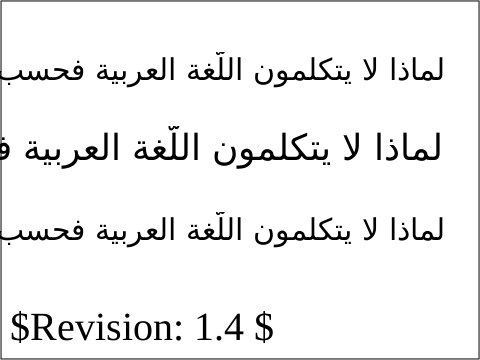 لماذا لا يتكلمون اللّغة العربية فحسب
لماذا لا يتكلمون اللّغة العربية
لماذا لا يتكلمون اللّغة العربية فحسب
$Revision: 1.4 $